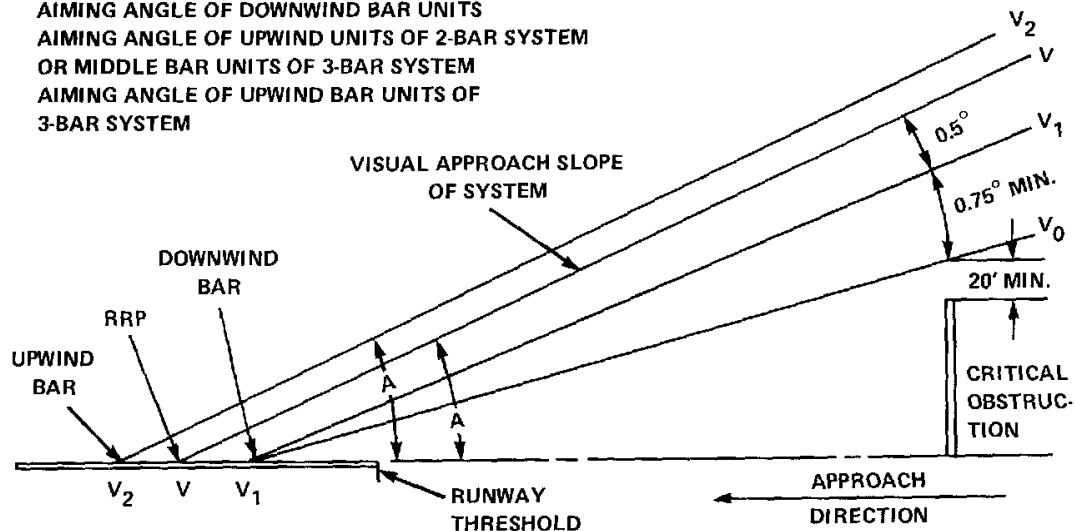 AIMING ANGLE OF DOWNWIND BAR UNITS
AIMING ANGLE OF UPWIND UNITS OF 2-BAR SYSTEM
OR MIDDLE BAR UNITS OF 3-BAR SYSTEM
AIMING ANGLE OF UPWIND BAR UNITS OF
3-BAR SYSTEM
V2
V
0.5°
V1
0.75° MIN.
V0
20' MIN.
VISUAL APPROACH SLOPE
OF SYSTEM
DOWNWIND
BAR
RRP
UPWIND
BAR
A
A
CRITICAL
OBSTRUC-
TION
V2
V
V1
RUNWAY
THRESHOLD
APPROACH
DIRECTION